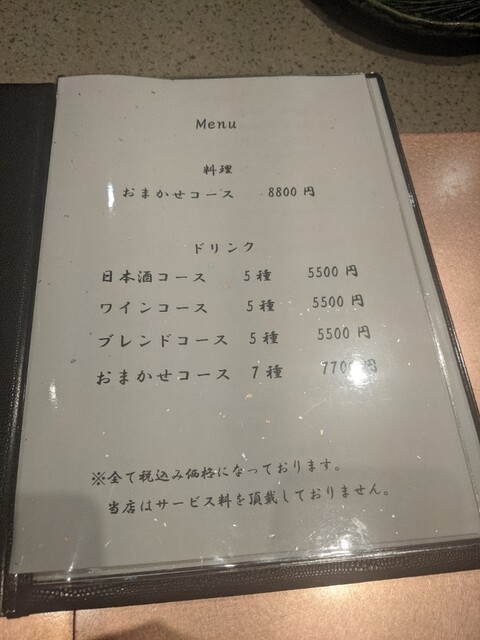 Menu
料理
おまかせコース 8800円
ドリンク
日本酒コース 5種 5500円
ワインコース 5種 5500円
ブレンドコース 5種 5500円
おまかせコース 7種 7700円
※全て税込み価格になっております。
当店はサービス料を頂戴しておりません。